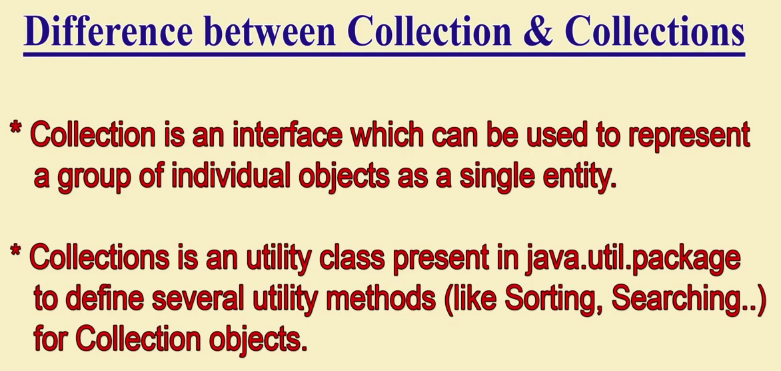 Difference between Collection & Collections
* Collection is an interface which can be used to represent
a group of individual objects as a single entity.
* Collections is an utility class present in java.util.package
to define several utility methods (like Sorting, Searching..)
for Collection objects.